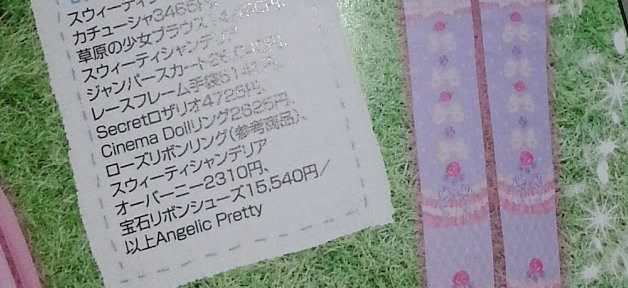 スウィーティ
カチューシャ3465円
草原の少女ブラウス
スウィーティシャンデリア
ジャンパースカート
レースフレーム手袋
Secretロザリオ4725円、
Cinema Dollリング2625円、
ローズリボンリング(参考商品)、
スウィーティシャンデリア
オーバーニー2310円、
宝石リボンシューズ15,540円/
以上Angelic Pretty